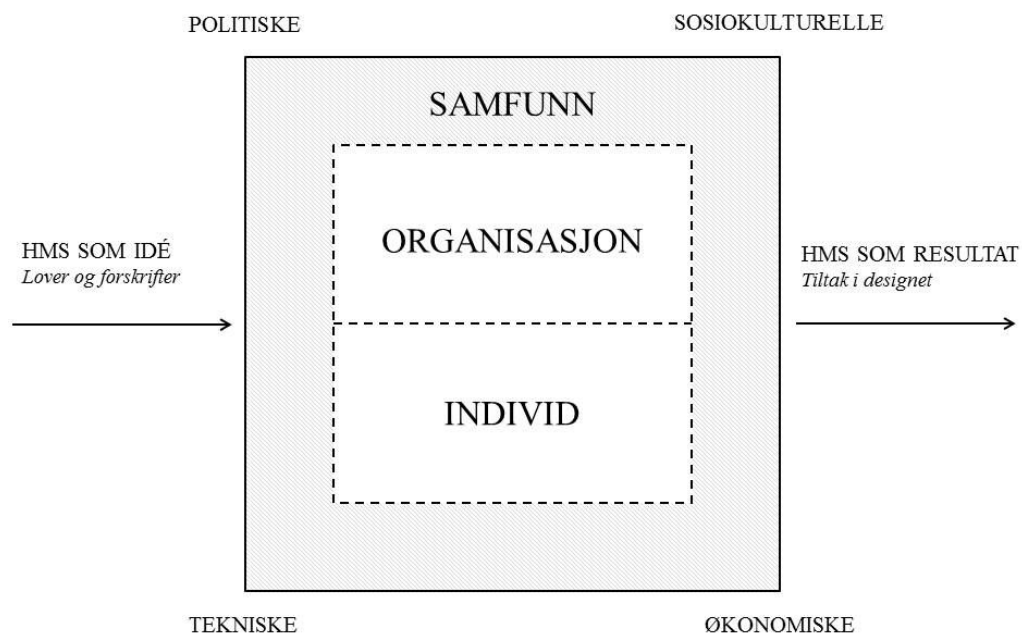 POLITISKE
SOSIOKULTURELLE
SAMFUNN
ORGANISASJON
HMS SOM IDÉ
Lover og forskrifter
HMS SOM RESULTAT
Tiltak i designet
INDIVID
TEKNISKE
ØKONOMISKE